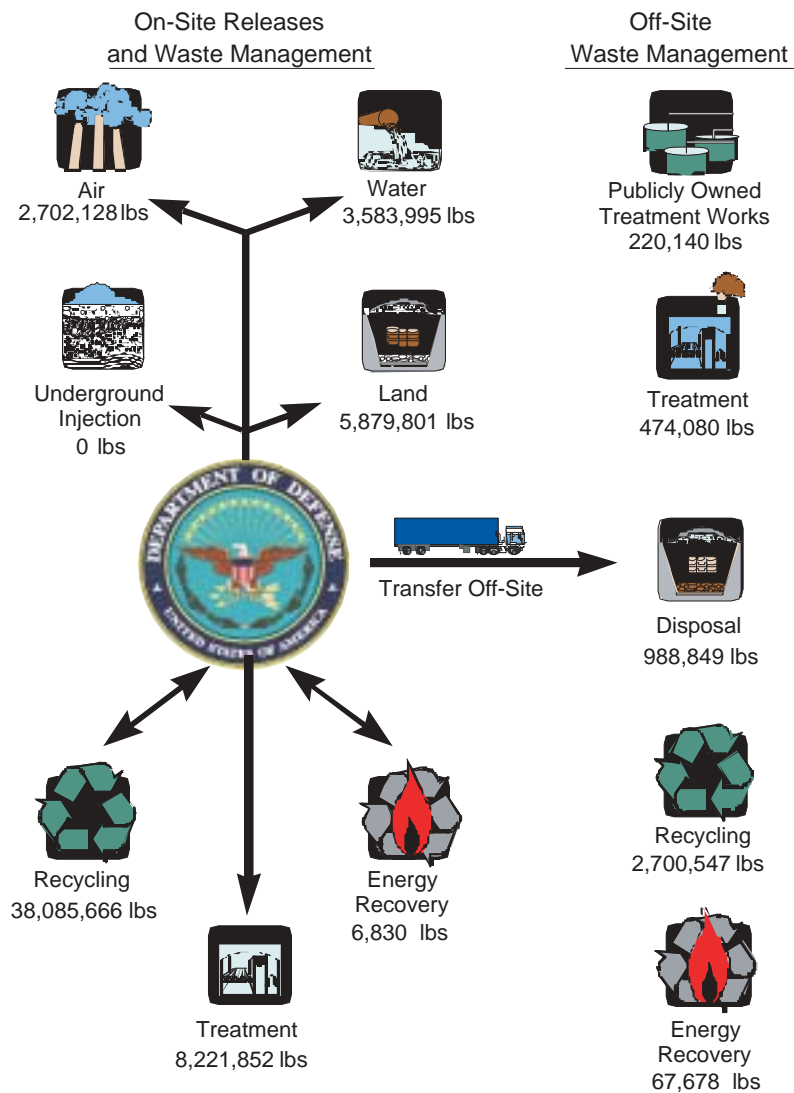 On-Site Releases
and Waste Management
Off-Site
Waste Management
Air
2,702,128 lbs
Water
3,583,995 lbs
Publicly Owned
Treatment Works
220,140 lbs
Underground
Injection
0 lbs
Land
5,879,801 lbs
Treatment
474,080 lbs
DEPARTMENT OF DEFENSE
UNITED STATES OF AMERICA
Transfer Off-Site
Disposal
988,849 lbs
Recycling
38,085,666 lbs
Energy
Recovery
6,830 lbs
Recycling
2,700,547 lbs
Treatment
8,221,852 lbs
Energy
Recovery
67,678 lbs